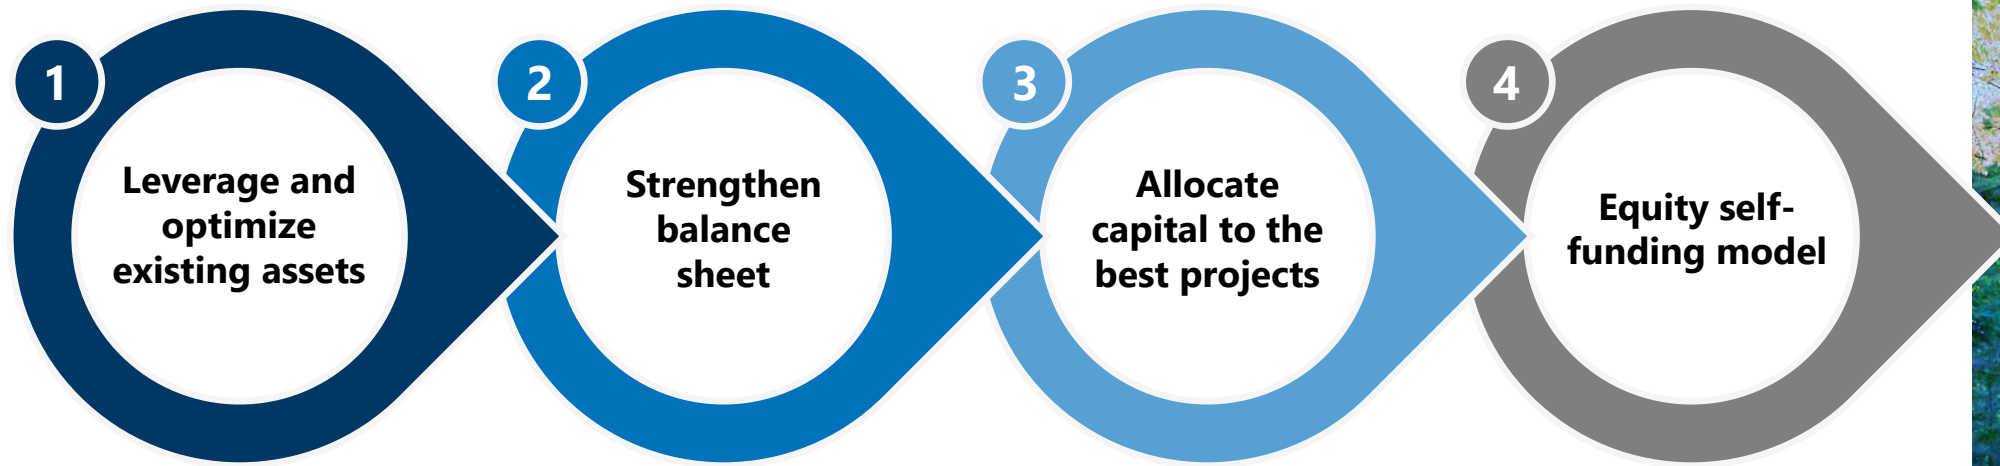 1
Leverage and
optimize
existing assets
2
Strengthen
balance
sheet
3
Allocate
capital to the
best projects
4
Equity self-
funding model